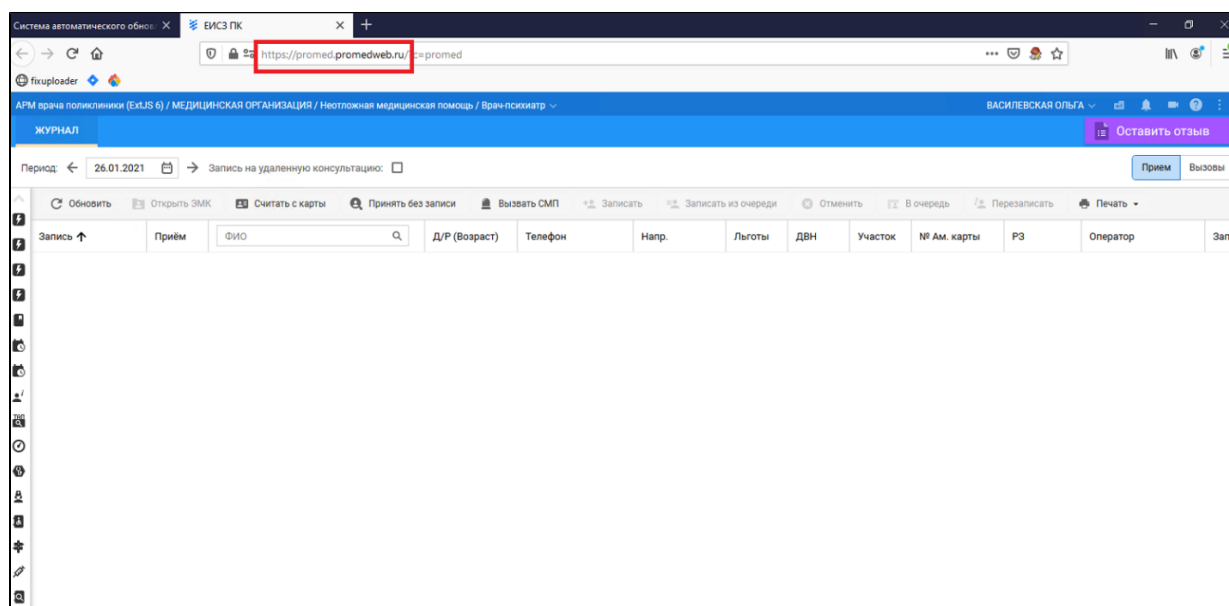 Система автоматического обнов
ЕИСЗ ПК
https://promed.promedweb.ru/?c=promed
fixuploader
АРМ врача поликлиники (ExtJS 6) / МЕДИЦИНСКАЯ ОРГАНИЗАЦИЯ / Неотложная медицинская помощь / Врач-психиатр
ВАСИЛЕВСКАЯ ОЛЬГА
ЖУРНАЛ
Оставить отзыв
Период: 26.01.2021 Запись на удаленную консультацию:
Прием Вызовы
Обновить Открыть ЭМК Считать с карты Принять без записи Вызвать СМП Записать Записать из очереди Отменить В очередь Перезаписать Печать
Запись Приём ФИО Д/Р (Возраст) Телефон Напр. Льготы ДВН Участок № Ам. карты РЗ Оператор Зап